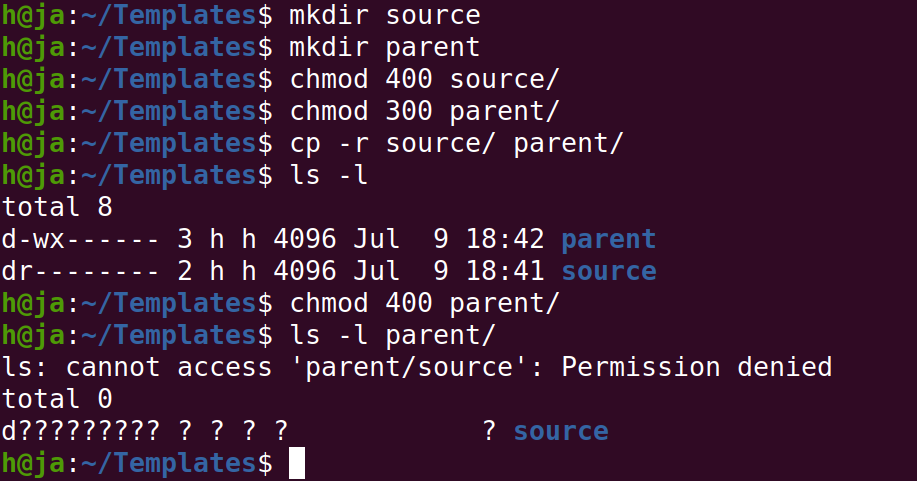 h@ja:~/Templates$ mkdir source
h@ja:~/Templates$ mkdir parent
h@ja:~/Templates$ chmod 400 source/
h@ja:~/Templates$ chmod 300 parent/
h@ja:~/Templates$ cp -r source/ parent/
h@ja:~/Templates$ ls -l
total 8
d-wx------ 3 h h 4096 Jul  9 18:42 parent
dr-------- 2 h h 4096 Jul  9 18:41 source
h@ja:~/Templates$ chmod 400 parent/
h@ja:~/Templates$ ls -l parent/
ls: cannot access 'parent/source': Permission denied
total 0
d????????? ? ? ? ?            ? source
h@ja:~/Templates$